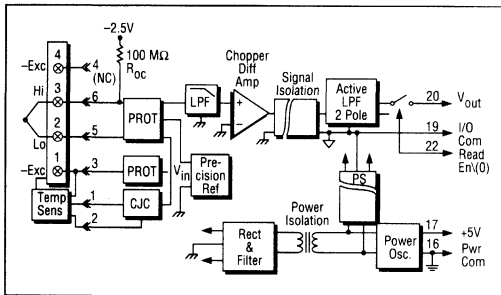 -2.5V
100 MΩ
ROC
-Exc 4 4 (NC)
Hi 3 6
Lo 2 5
-Exc 1 3
1
2
Temp
Sens
PROT
PROT
CJC
LPF
Vin
Pre-
cision
Ref
Chopper
Diff
Amp
+
−
Signal
Isolation
Active
LPF
2 Pole
20 Vout
19 I/O
Com
22 Read
En\(0)
PS
Power
Isolation
Rect
&
Filter
Power
Osc.
17 +5V
16 Pwr
Com